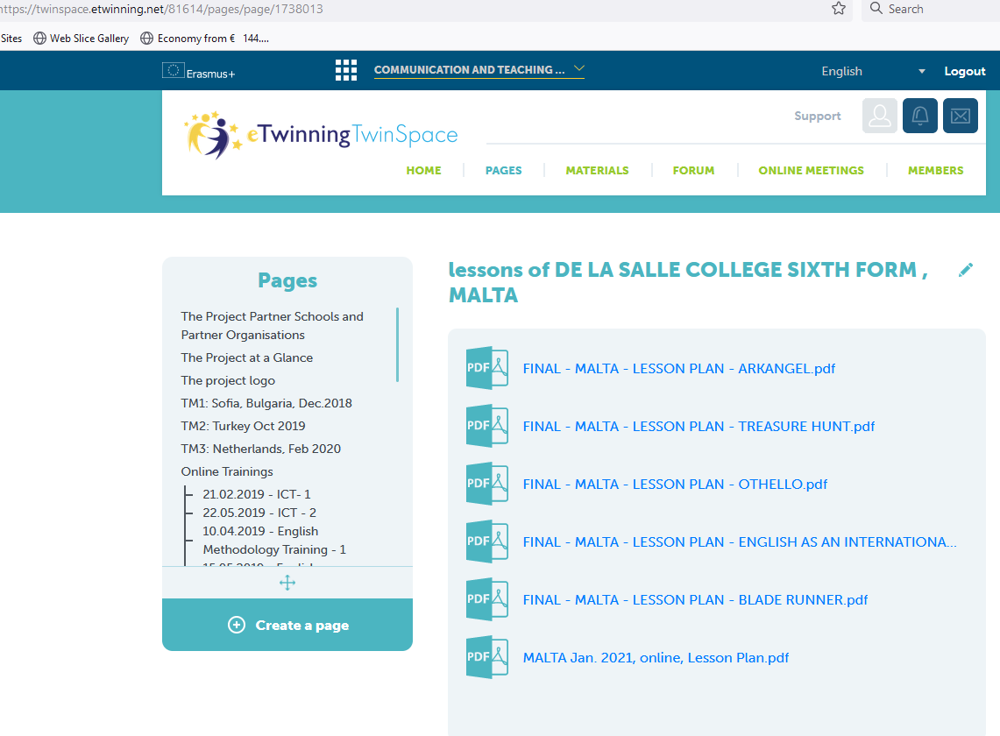 https://twinspace.etwinning.net/81614/pages/page/1738013
Search
Sites
Web Slice Gallery
Economy from € 144....
Erasmus+
COMMUNICATION AND TEACHING ...
English
Logout
eTwinningTwinSpace
Support
HOME
PAGES
MATERIALS
FORUM
ONLINE MEETINGS
MEMBERS
Pages
The Project Partner Schools and
Partner Organisations
The Project at a Glance
The project logo
TM1: Sofia, Bulgaria, Dec.2018
TM2: Turkey Oct 2019
TM3: Netherlands, Feb 2020
Online Trainings
21.02.2019 - ICT- 1
22.05.2019 - ICT - 2
10.04.2019 - English
Methodology Training - 1
15.05.2019 - English
Create a page
lessons of DE LA SALLE COLLEGE SIXTH FORM ,
MALTA
PDF FINAL - MALTA - LESSON PLAN - ARKANGEL.pdf
PDF FINAL - MALTA - LESSON PLAN - TREASURE HUNT.pdf
PDF FINAL - MALTA - LESSON PLAN - OTHELLO.pdf
PDF FINAL - MALTA - LESSON PLAN - ENGLISH AS AN INTERNATIONA...
PDF FINAL - MALTA - LESSON PLAN - BLADE RUNNER.pdf
PDF MALTA Jan. 2021, online, Lesson Plan.pdf